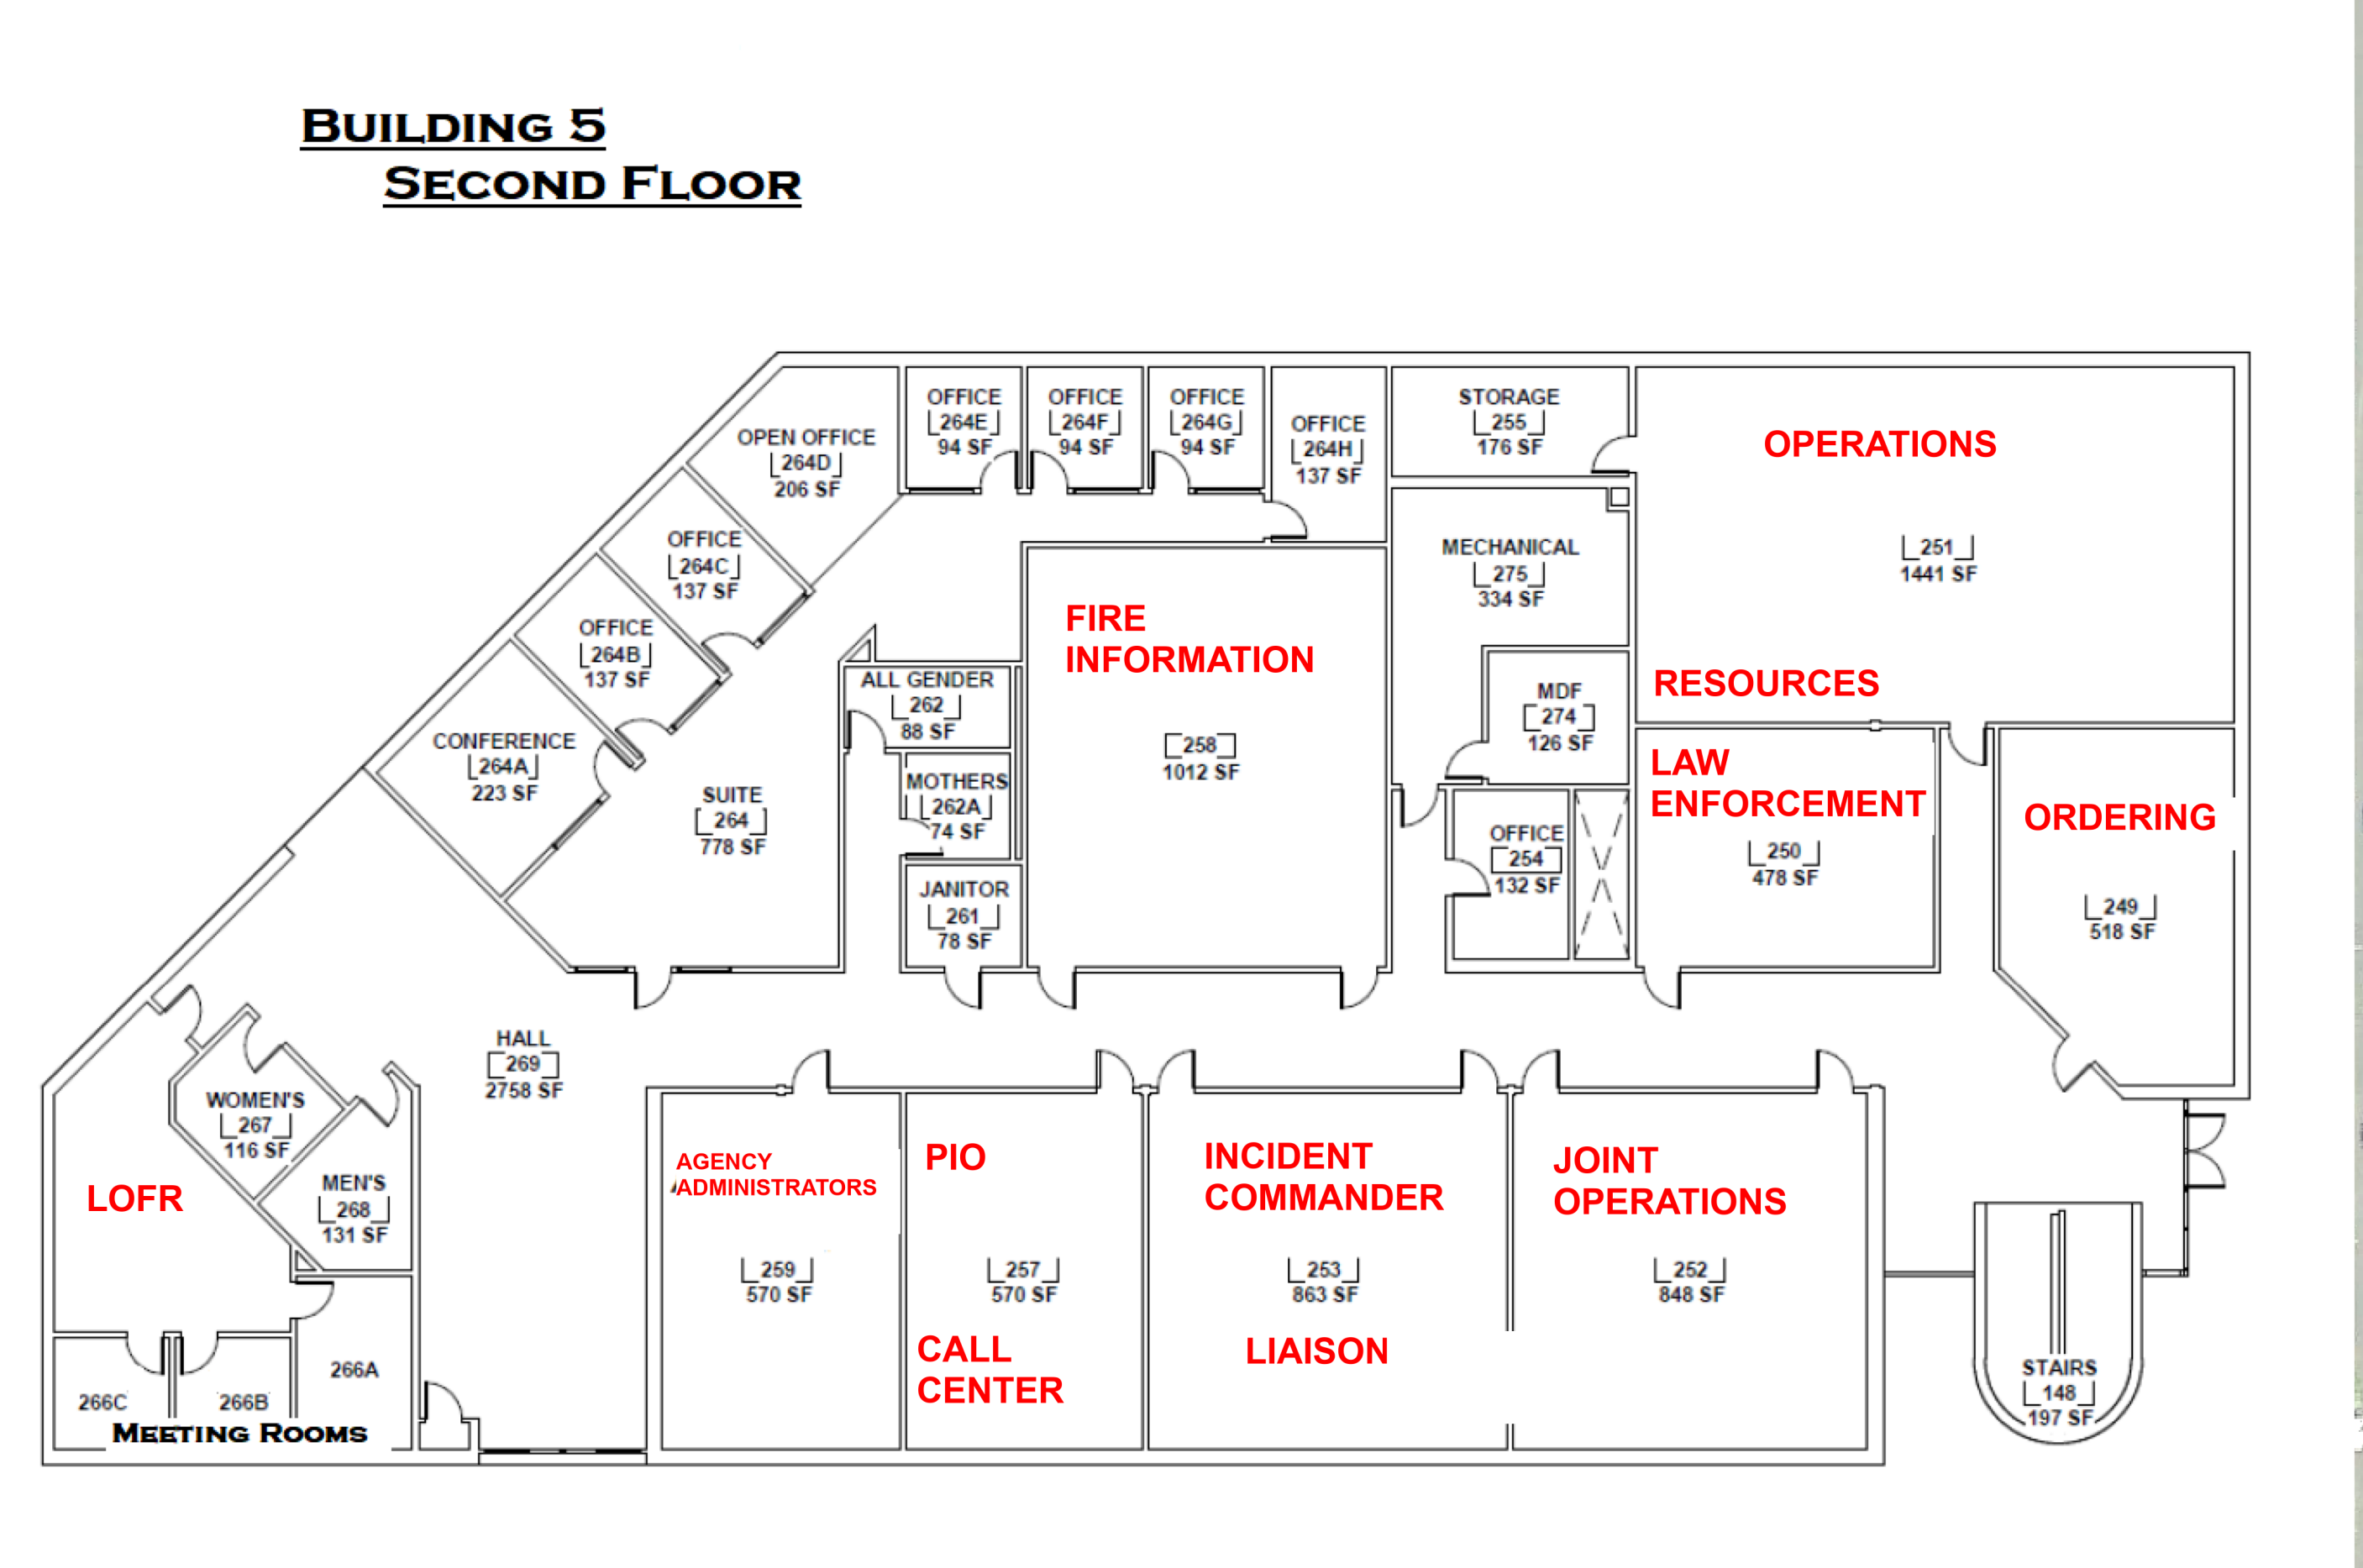 BUILDING 5
SECOND FLOOR
OFFICE
264E
94 SF
OFFICE
264F
94 SF
OFFICE
264G
94 SF
OFFICE
264H
137 SF
STORAGE
255
176 SF
OPERATIONS
251
1441 SF
RESOURCES
OPEN OFFICE
264D
206 SF
OFFICE
264C
137 SF
OFFICE
264B
137 SF
CONFERENCE
264A
223 SF
SUITE
264
778 SF
ALL GENDER
262
88 SF
MOTHERS
262A
74 SF
JANITOR
261
78 SF
FIRE
INFORMATION
258
1012 SF
MECHANICAL
275
334 SF
MDF
274
126 SF
OFFICE
254
132 SF
LAW
ENFORCEMENT
250
478 SF
ORDERING
249
518 SF
HALL
269
2758 SF
WOMEN'S
267
116 SF
MEN'S
268
131 SF
LOFR
266C
266B
266A
MEETING ROOMS
AGENCY
ADMINISTRATORS
259
570 SF
PIO
257
570 SF
CALL
CENTER
INCIDENT
COMMANDER
253
863 SF
LIAISON
JOINT
OPERATIONS
252
848 SF
STAIRS
148
197 SF